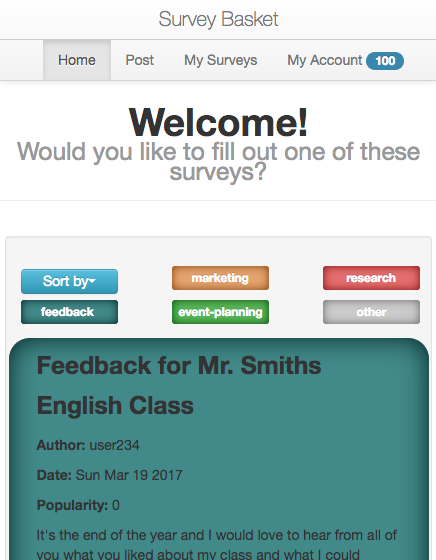 Survey Basket
Home Post My Surveys My Account 100
Welcome!
Would you like to fill out one of these
surveys?
Sort by marketing research
feedback event-planning other
Feedback for Mr. Smiths
English Class
Author: user234
Date: Sun Mar 19 2017
Popularity: 0
It's the end of the year and I would love to hear from all of
you what you liked about my class and what I could